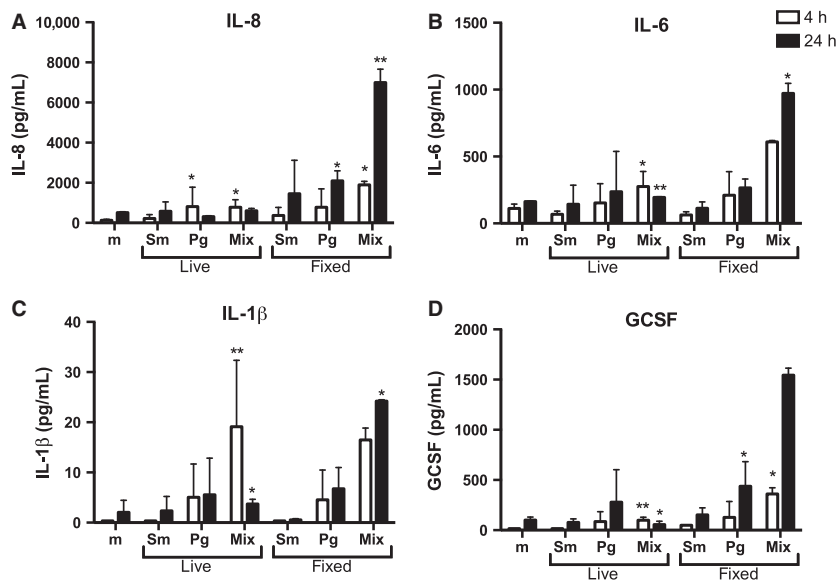 A
IL-8
IL-8 (pg/mL)
10,000
8000
6000
4000
2000
0
*
*
*
*
**
m
Sm
Pg
Mix
Sm
Pg
Mix
Live
Fixed
B
IL-6
4 h
24 h
IL-6 (pg/mL)
1500
1000
500
0
*
**
*
m
Sm
Pg
Mix
Sm
Pg
Mix
Live
Fixed
C
IL-1β
IL-1β (pg/mL)
40
30
20
10
0
**
*
*
m
Sm
Pg
Mix
Sm
Pg
Mix
Live
Fixed
D
GCSF
GCSF (pg/mL)
2000
1500
1000
500
0
**
*
*
*
m
Sm
Pg
Mix
Sm
Pg
Mix
Live
Fixed